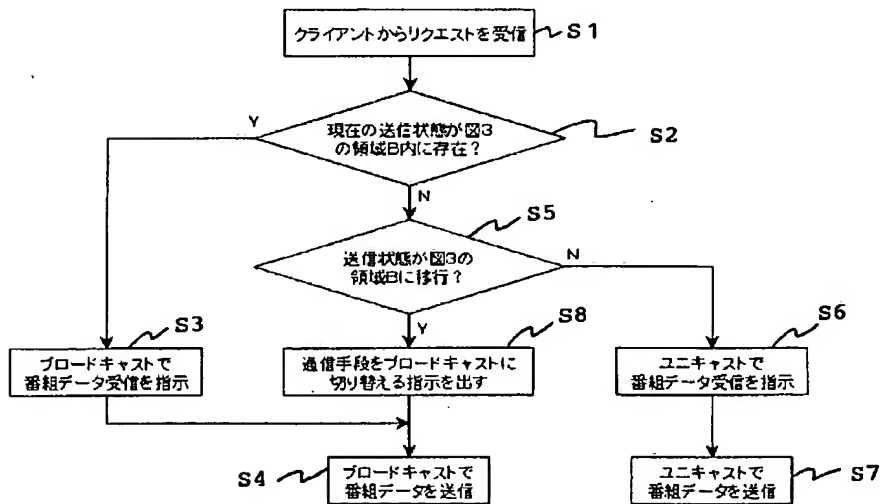 クライアントからリクエストを受信
S1
Y
現在の送信状態が図3
の領域B内に存在?
S2
N
S5
送信状態が図3の
領域Bに移行?
N
S3
Y
S8
S6
ブロードキャストで
番組データ受信を指示
通信手段をブロードキャストに
切り替える指示を出す
ユニキャストで
番組データ受信を指示
S4
ブロードキャストで
番組データを送信
ユニキャストで
番組データを送信
S7